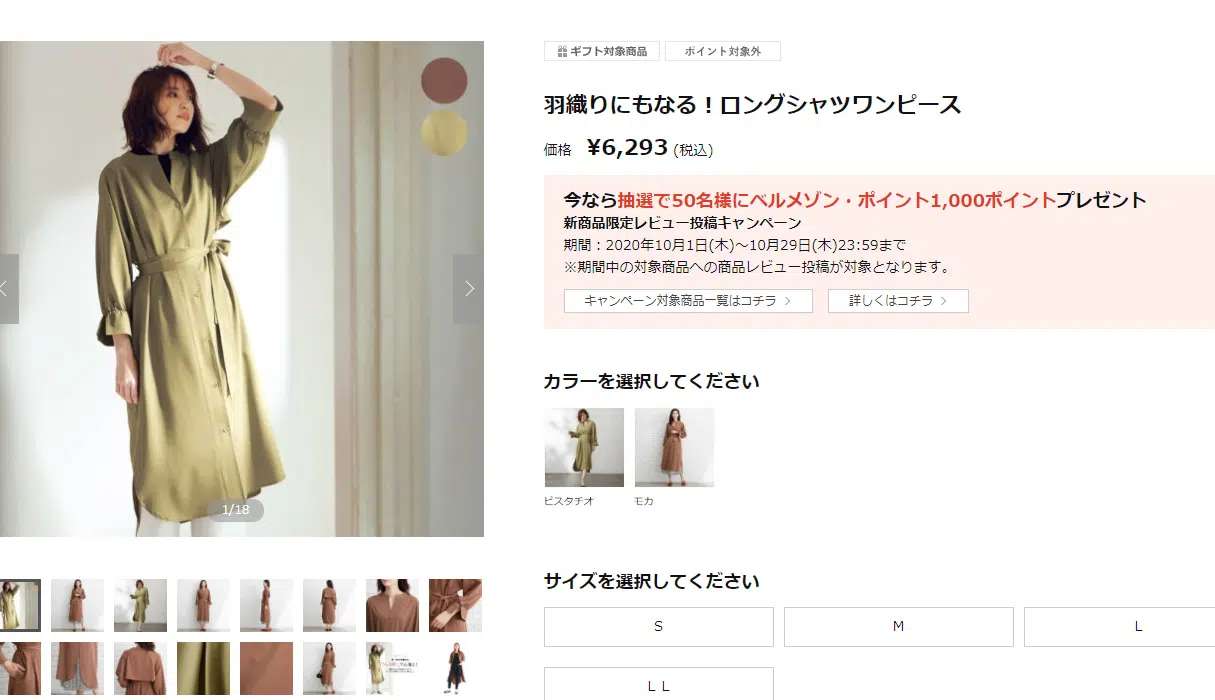 ギフト対象商品 ポイント対象外
羽織りにもなる！ロングシャツワンピース
価格 ¥6,293 (税込)
今なら抽選で50名様にベルメゾン・ポイント1,000ポイントプレゼント
新商品限定レビュー投稿キャンペーン
期間：2020年10月1日(木)～10月29日(木)23:59まで
※期間中の対象商品への商品レビュー投稿が対象となります。
キャンペーン対象商品一覧はコチラ 詳しくはコチラ
1/18
カラーを選択してください
ピスタチオ モカ
サイズを選択してください
S M L
ＬＬ